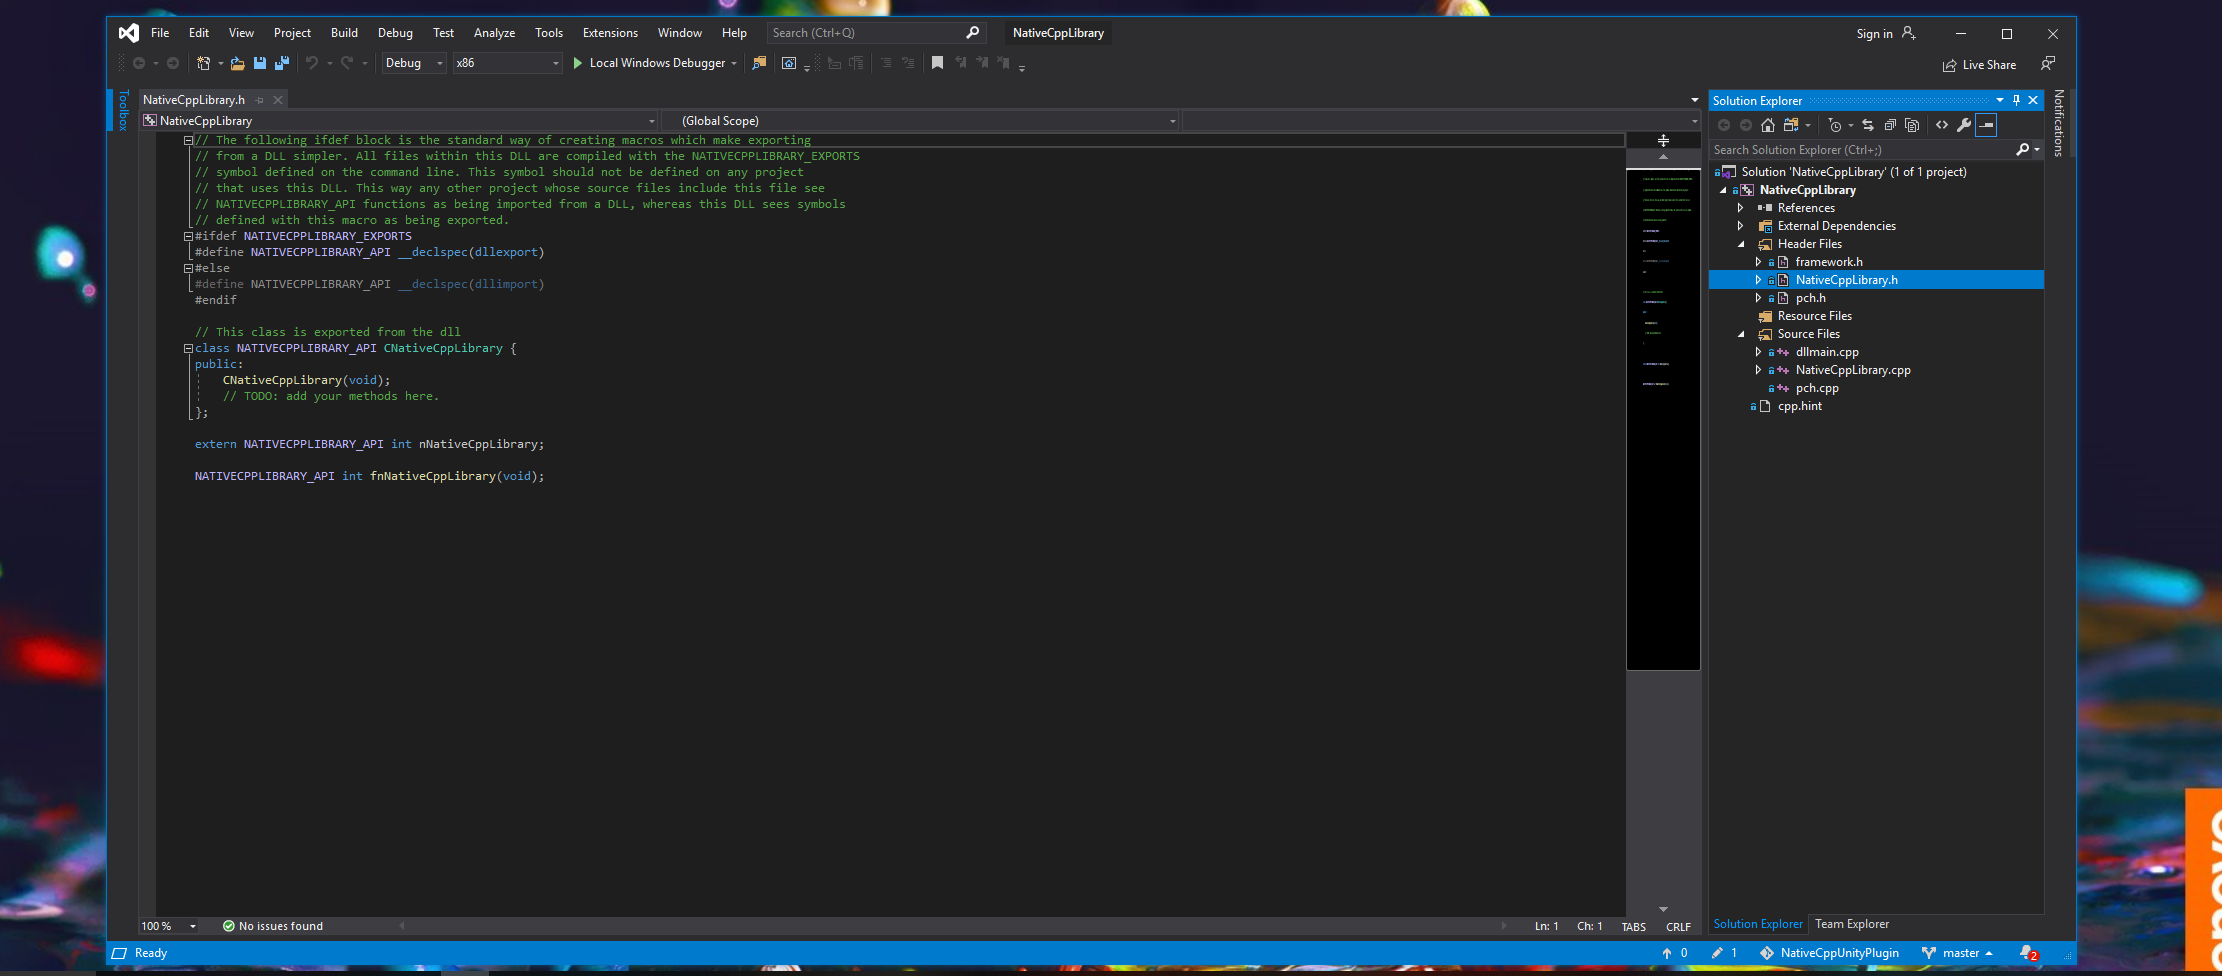 File Edit View Project Build Debug Test Analyze Tools Extensions Window Help Search (Ctrl+Q) NativeCppLibrary Sign in
Debug x86 Local Windows Debugger Live Share
Toolbox
NativeCppLibrary.h
NativeCppLibrary (Global Scope)
// The following ifdef block is the standard way of creating macros which make exporting
// from a DLL simpler. All files within this DLL are compiled with the NATIVECPPLIBRARY_EXPORTS
// symbol defined on the command line. This symbol should not be defined on any project
// that uses this DLL. This way any other project whose source files include this file see
// NATIVECPPLIBRARY_API functions as being imported from a DLL, whereas this DLL sees symbols
// defined with this macro as being exported.
#ifdef NATIVECPPLIBRARY_EXPORTS
#define NATIVECPPLIBRARY_API __declspec(dllexport)
#else
#define NATIVECPPLIBRARY_API __declspec(dllimport)
#endif
// This class is exported from the dll
class NATIVECPPLIBRARY_API CNativeCppLibrary {
public:
CNativeCppLibrary(void);
// TODO: add your methods here.
};
extern NATIVECPPLIBRARY_API int nNativeCppLibrary;
NATIVECPPLIBRARY_API int fnNativeCppLibrary(void);
100 % No issues found Ln: 1 Ch: 1 TABS CRLF
Solution Explorer
Search Solution Explorer (Ctrl+;)
Solution 'NativeCppLibrary' (1 of 1 project)
NativeCppLibrary
References
External Dependencies
Header Files
framework.h
NativeCppLibrary.h
pch.h
Resource Files
Source Files
dllmain.cpp
NativeCppLibrary.cpp
pch.cpp
cpp.hint
Solution Explorer Team Explorer
Notifications
Ready 0 1 NativeCppUnityPlugin master 2